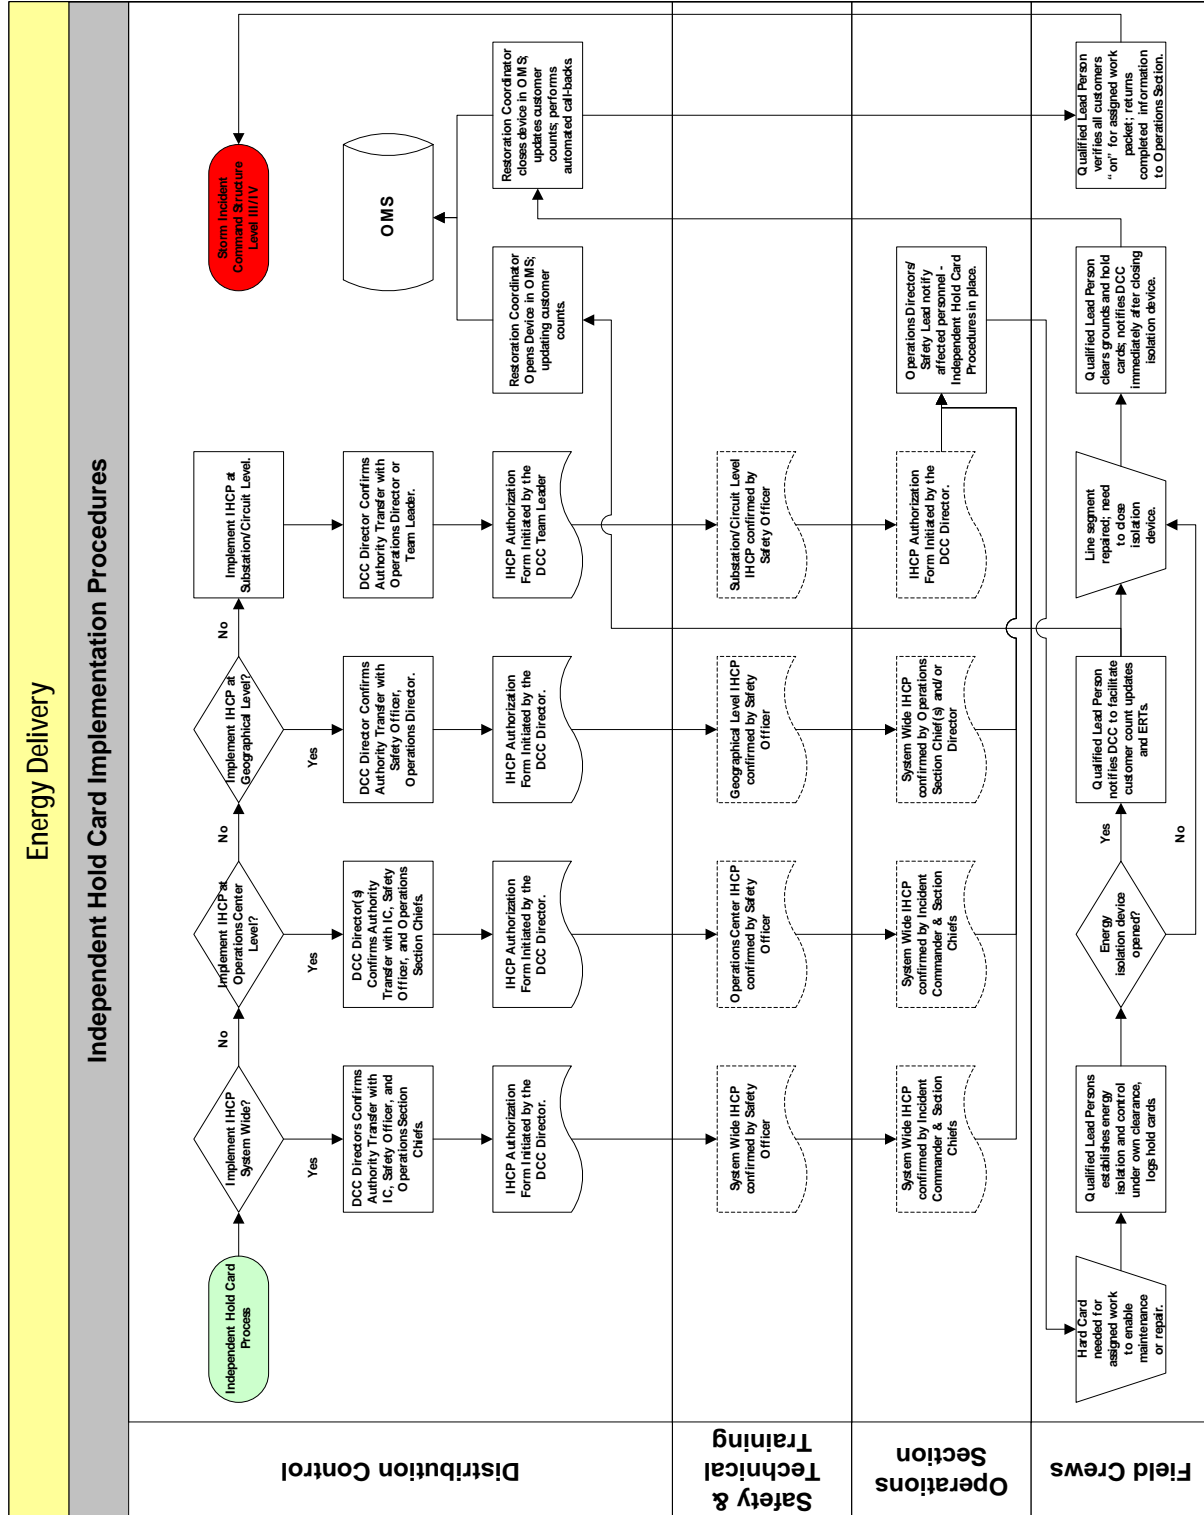 Energy Delivery
Independent Hold Card Implementation Procedures
Distribution Control
Independent Hold Card
Process
Implement IHCP
System Wide?
No
Implement IHCP at
Operations Center
Level?
No
Implement IHCP at
Geographical Level?
No
Implement IHCP at
Substation/Circuit Level.
Storm Incident
Command Structure
Level III/IV
Yes
Yes
Yes
DCC Directors Confirms
Authority Transfer with
IC, Safety Officer, and
Operations Section
Chiefs.
DCC Director(s)
Confirms Authority
Transfer with IC, Safety
Officer, and Operations
Section Chiefs.
DCC Director Confirms
Authority Transfer with
Safety Officer,
Operations Director.
DCC Director Confirms
Authority Transfer with
Operations Director or
Team Leader.
OMS
IHCP Authorization
Form Initiated by the
DCC Director.
IHCP Authorization
Form Initiated by the
DCC Director.
IHCP Authorization
Form Initiated by the
DCC Director.
IHCP Authorization
Form Initiated by the
DCC Team Leader
Restoration Coordinator
Opens Device in OMS;
updating customer
counts.
Restoration Coordinator
closes device in OMS;
updates customer
counts; performs
automated call-backs
Safety &
Technical
Training
System Wide IHCP
confirmed by Safety
Officer
Operations Center IHCP
confirmed by Safety
Officer
Geographical Level IHCP
confirmed by Safety
Officer
Substation/Circuit Level
IHCP confirmed by
Safety Officer
Operations
Section
System Wide IHCP
confirmed by Incident
Commander & Section
Chiefs
System Wide IHCP
confirmed by Incident
Commander & Section
Chiefs
System Wide IHCP
confirmed by Operations
Section Chief(s) and/or
Director
IHCP Authorization
Form Initiated by the
DCC Director.
Operations Directors/
Safety Lead notify
affected personnel -
Independent Hold Card
Procedures in place.
Field Crews
Hard Card
needed for
assigned work
to enable
maintenance
or repair.
Qualified Lead Persons
establishes energy
isolation and control
under own clearance,
logs hold cards
Energy
isolation device
opened?
Yes
No
Qualified Lead Person
notifies DCC to facilitate
customer count updates
and ERTs.
Line segment
repaired; need
to close
isolation
device.
Qualified Lead Person
clears grounds and hold
cards; notifies DCC
immediately after closing
isolation device.
Qualified Lead Person
verifies all customers
“on” for assigned work
packet; returns
completed information
to Operations Section.